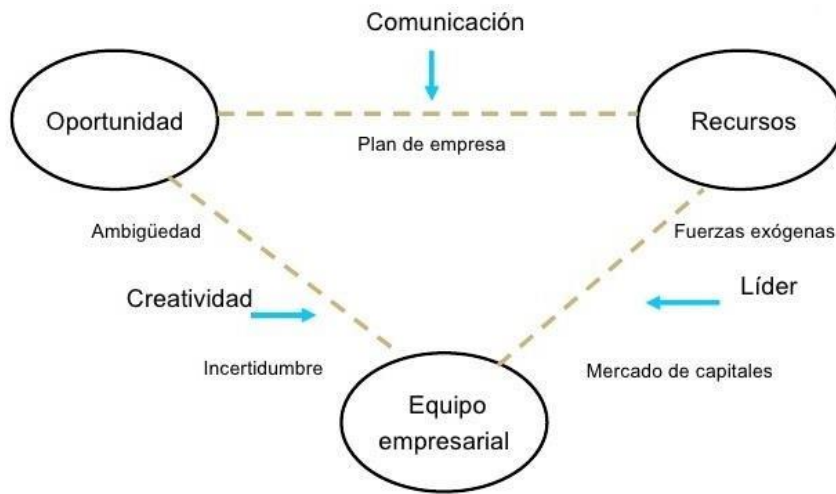 Comunicación
Oportunidad
Recursos
Plan de empresa
Ambigüedad
Fuerzas exógenas
Creatividad
Líder
Incertidumbre
Mercado de capitales
Equipo
empresarial